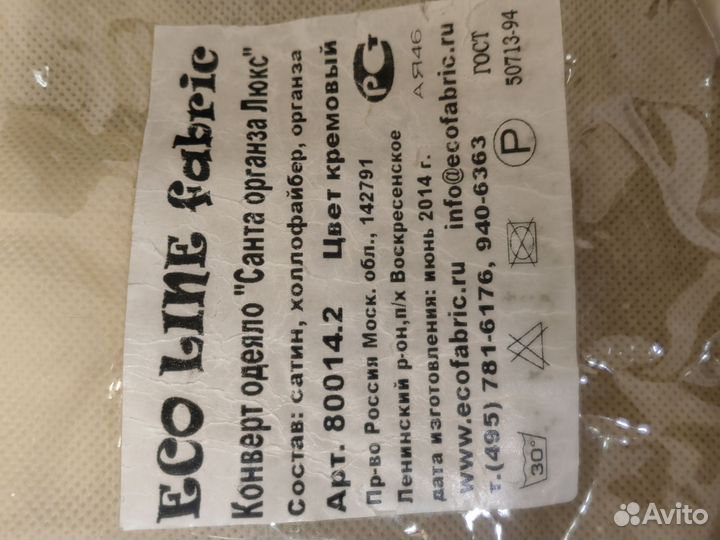 ECO LINE fabric
Конверт одеяло "Санта органза Люкс"
Состав: сатин, холлофайбер, органза
Арт. 80014.2 Цвет кремовый
Пр-во Россия Моск. обл., 142791
Ленинский р-он,п/х Воскресенское
дата изготовления: июнь 2014 г.
www.ecofabric.ru info@ecofabric.ru
т.(495) 781-6176, 940-6363
РСТ
АЯ46
ГОСТ
50713-94
30°
P
Avito